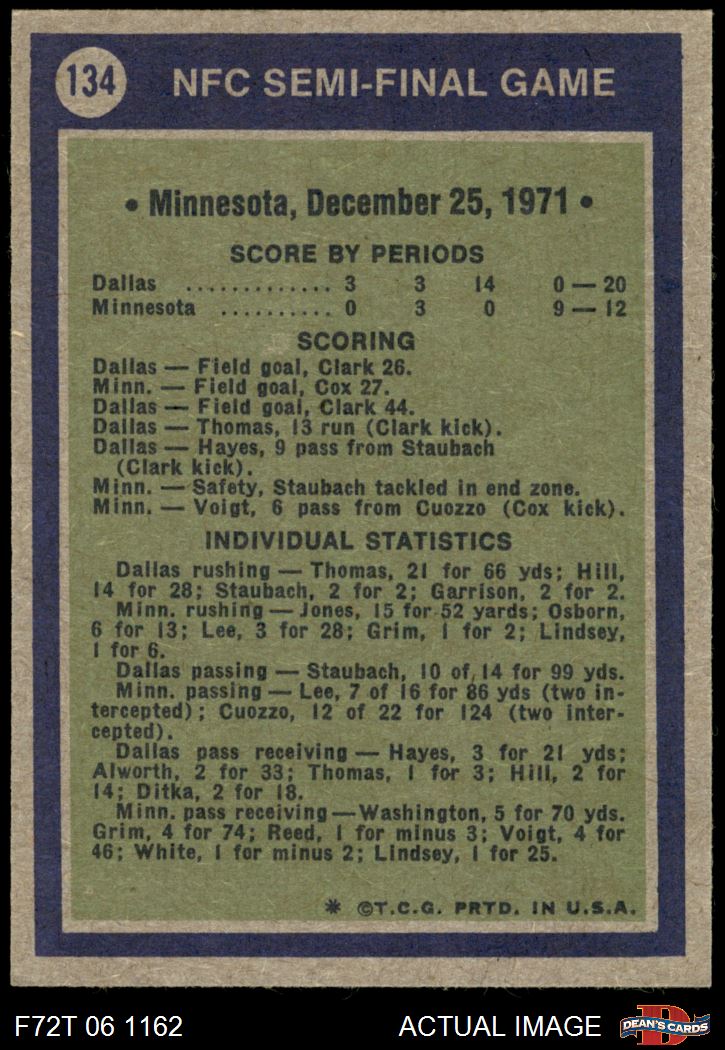 134 NFC SEMI-FINAL GAME
• Minnesota, December 25, 1971 •
SCORE BY PERIODS
Dallas ............. 3 3 14 0 — 20
Minnesota .......... 0 3 0 9 — 12
SCORING
Dallas — Field goal, Clark 26.
Minn. — Field goal, Cox 27.
Dallas — Field goal, Clark 44.
Dallas — Thomas, 13 run (Clark kick).
Dallas — Hayes, 9 pass from Staubach
(Clark kick).
Minn. — Safety, Staubach tackled in end zone.
Minn. — Voigt, 6 pass from Cuozzo (Cox kick).
INDIVIDUAL STATISTICS
Dallas rushing — Thomas, 21 for 66 yds; Hill,
14 for 28; Staubach, 2 for 2; Garrison, 2 for 2.
Minn. rushing — Jones, 15 for 52 yards; Osborn,
6 for 13; Lee, 3 for 28; Grim, 1 for 2; Lindsey,
1 for 6.
Dallas passing — Staubach, 10 of 14 for 99 yds.
Minn. passing — Lee, 7 of 16 for 86 yds (two in-
tercepted); Cuozzo, 12 of 22 for 124 (two inter-
cepted).
Dallas pass receiving — Hayes, 3 for 21 yds;
Alworth, 2 for 33; Thomas, 1 for 3; Hill, 2 for
14; Ditka, 2 for 18.
Minn. pass receiving — Washington, 5 for 70 yds.
Grim, 4 for 74; Reed, 1 for minus 3; Voigt, 4 for
46; White, 1 for minus 2; Lindsey, 1 for 25.
* ©T.C.G. PRTD. IN U.S.A.
F72T 06 1162 ACTUAL IMAGE D DEAN'S CARDS